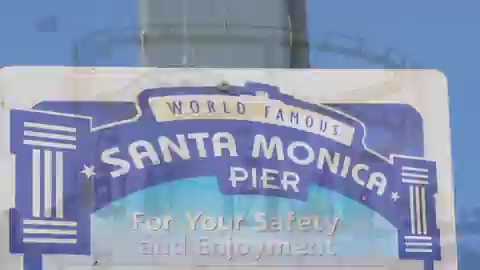 WORLD FAMOUS
SANTA MONICA
PIER
For Your Safety
and Enjoyment